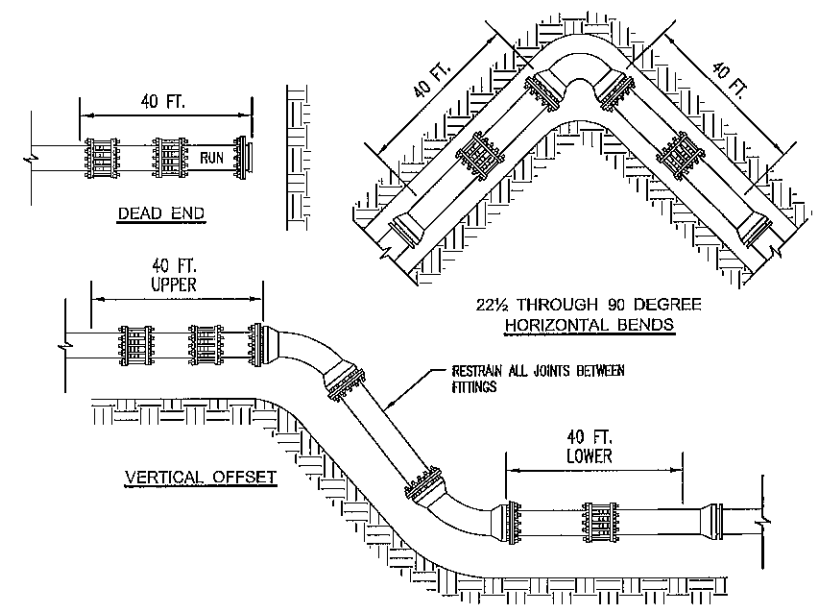 40 FT.
RUN
DEAD END
40 FT.
40 FT.
22½ THROUGH 90 DEGREE
HORIZONTAL BENDS
40 FT.
UPPER
RESTRAIN ALL JOINTS BETWEEN
FITTINGS
VERTICAL OFFSET
40 FT.
LOWER